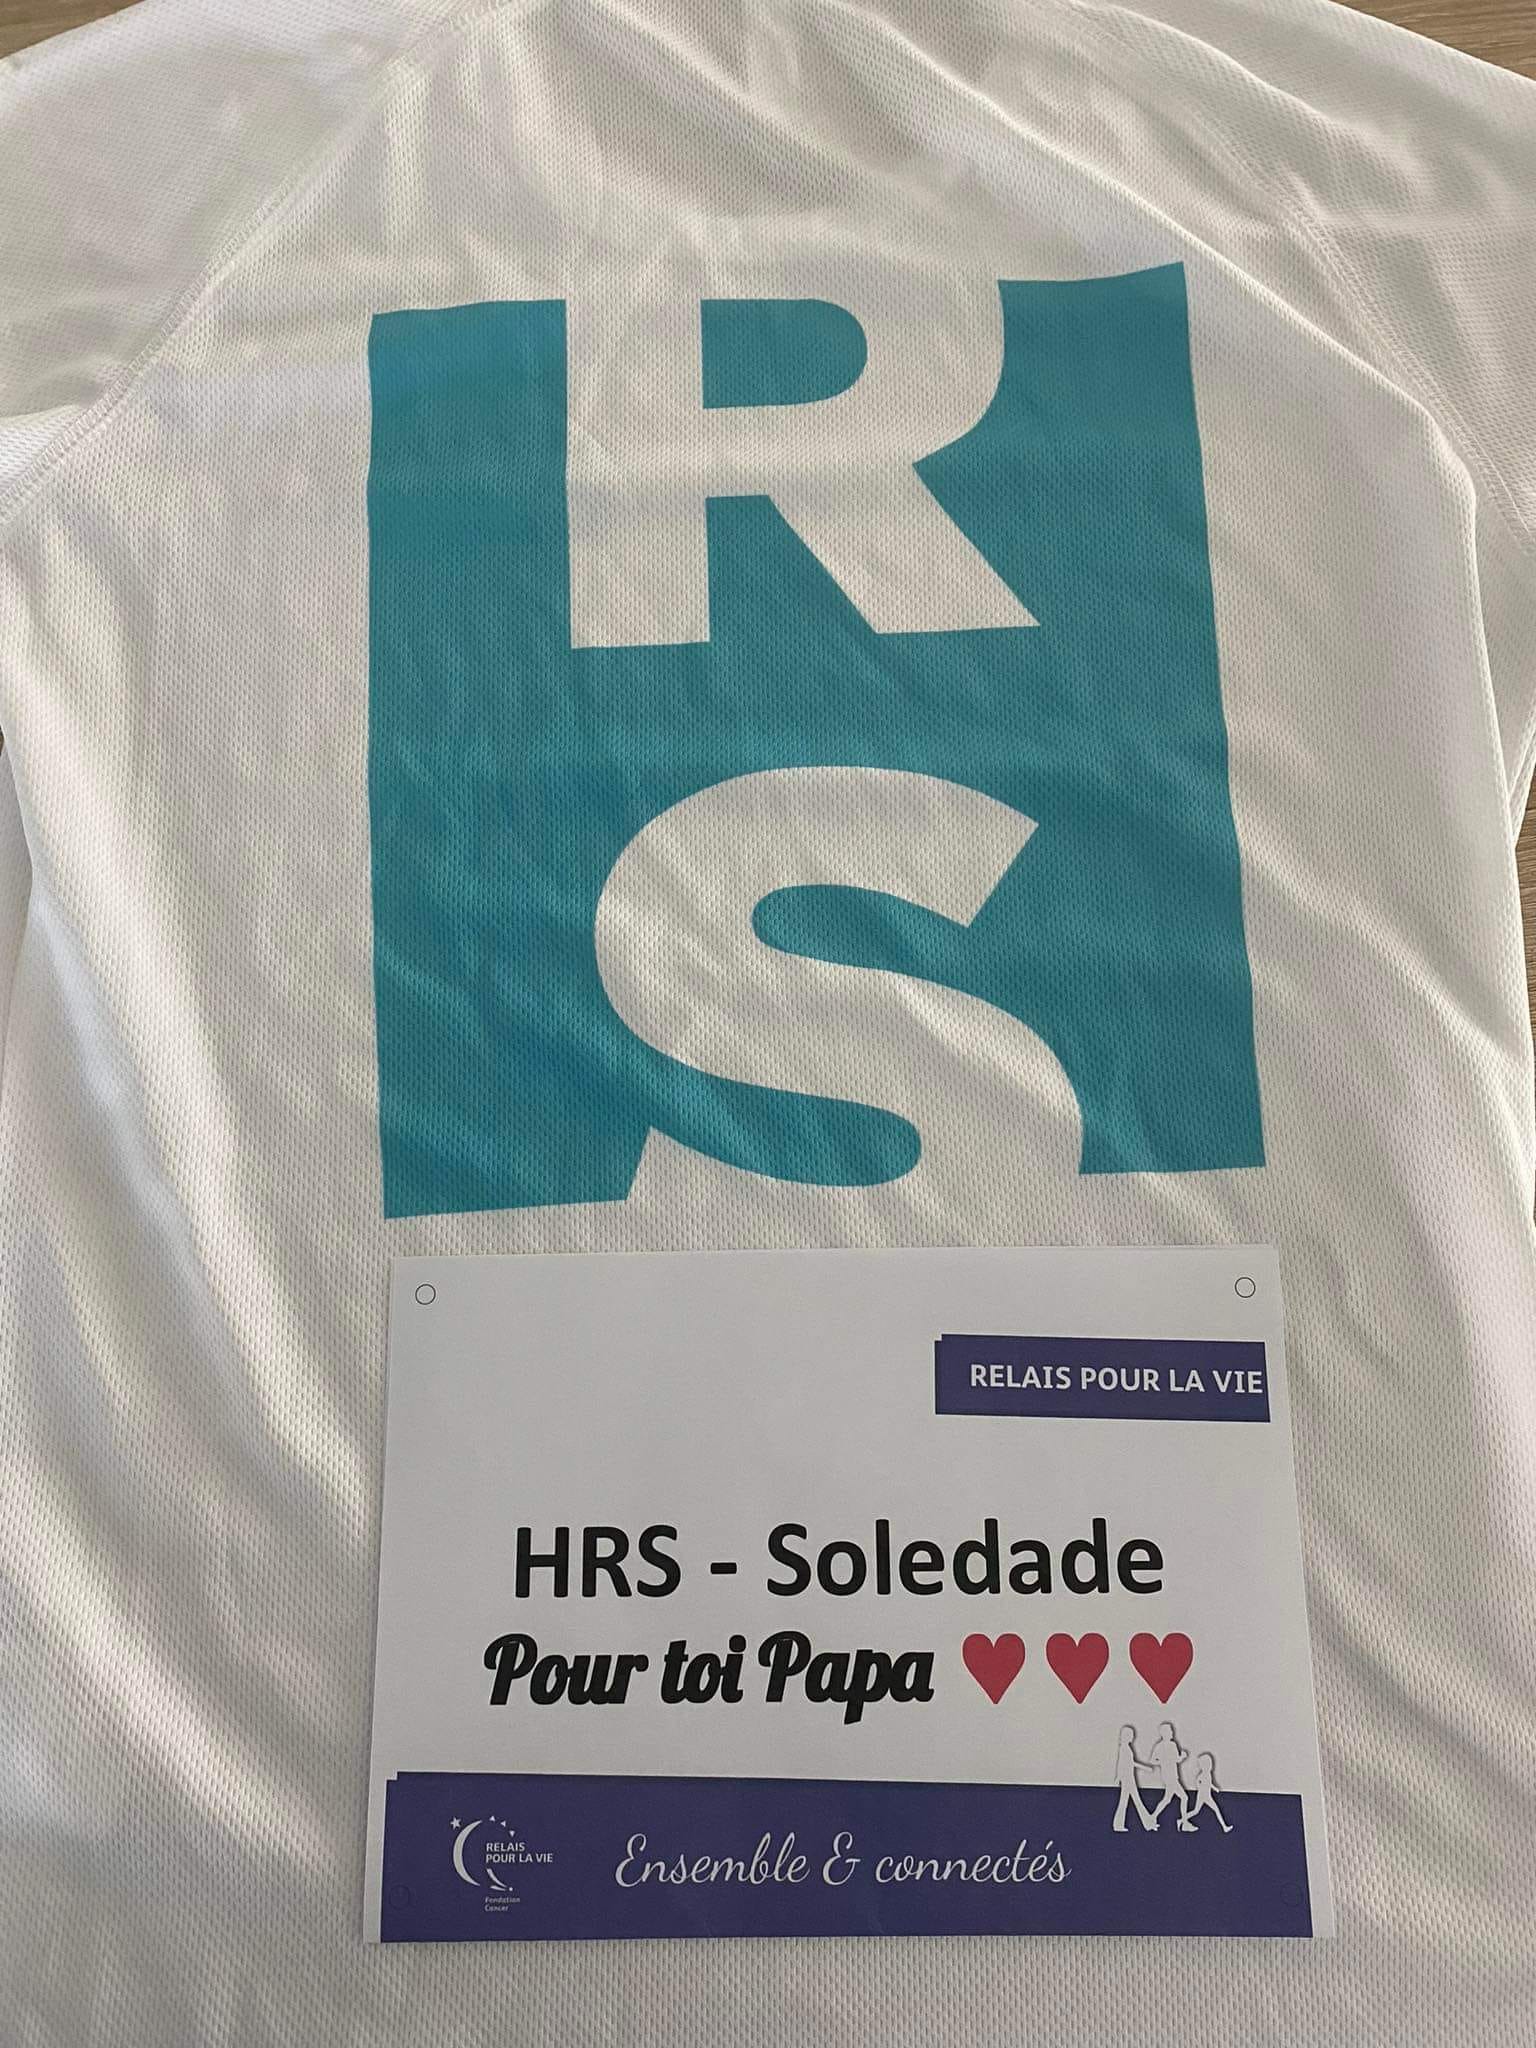 R
S
RELAIS POUR LA VIE
HRS - Soledade
Pour toi Papa ♥♥♥
RELAIS
POUR LA VIE
Fondation
Cancer
Ensemble & connectés